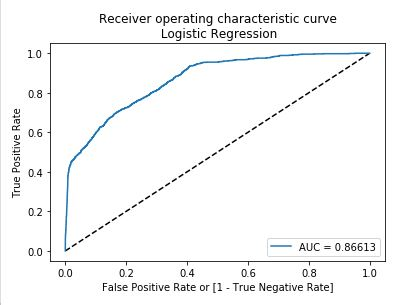 Receiver operating characteristic curve
Logistic Regression
1.0
0.8
0.6
0.4
0.2
0.0
True Positive Rate
AUC = 0.86613
0.0 0.2 0.4 0.6 0.8 1.0
False Positive Rate or [1 - True Negative Rate]